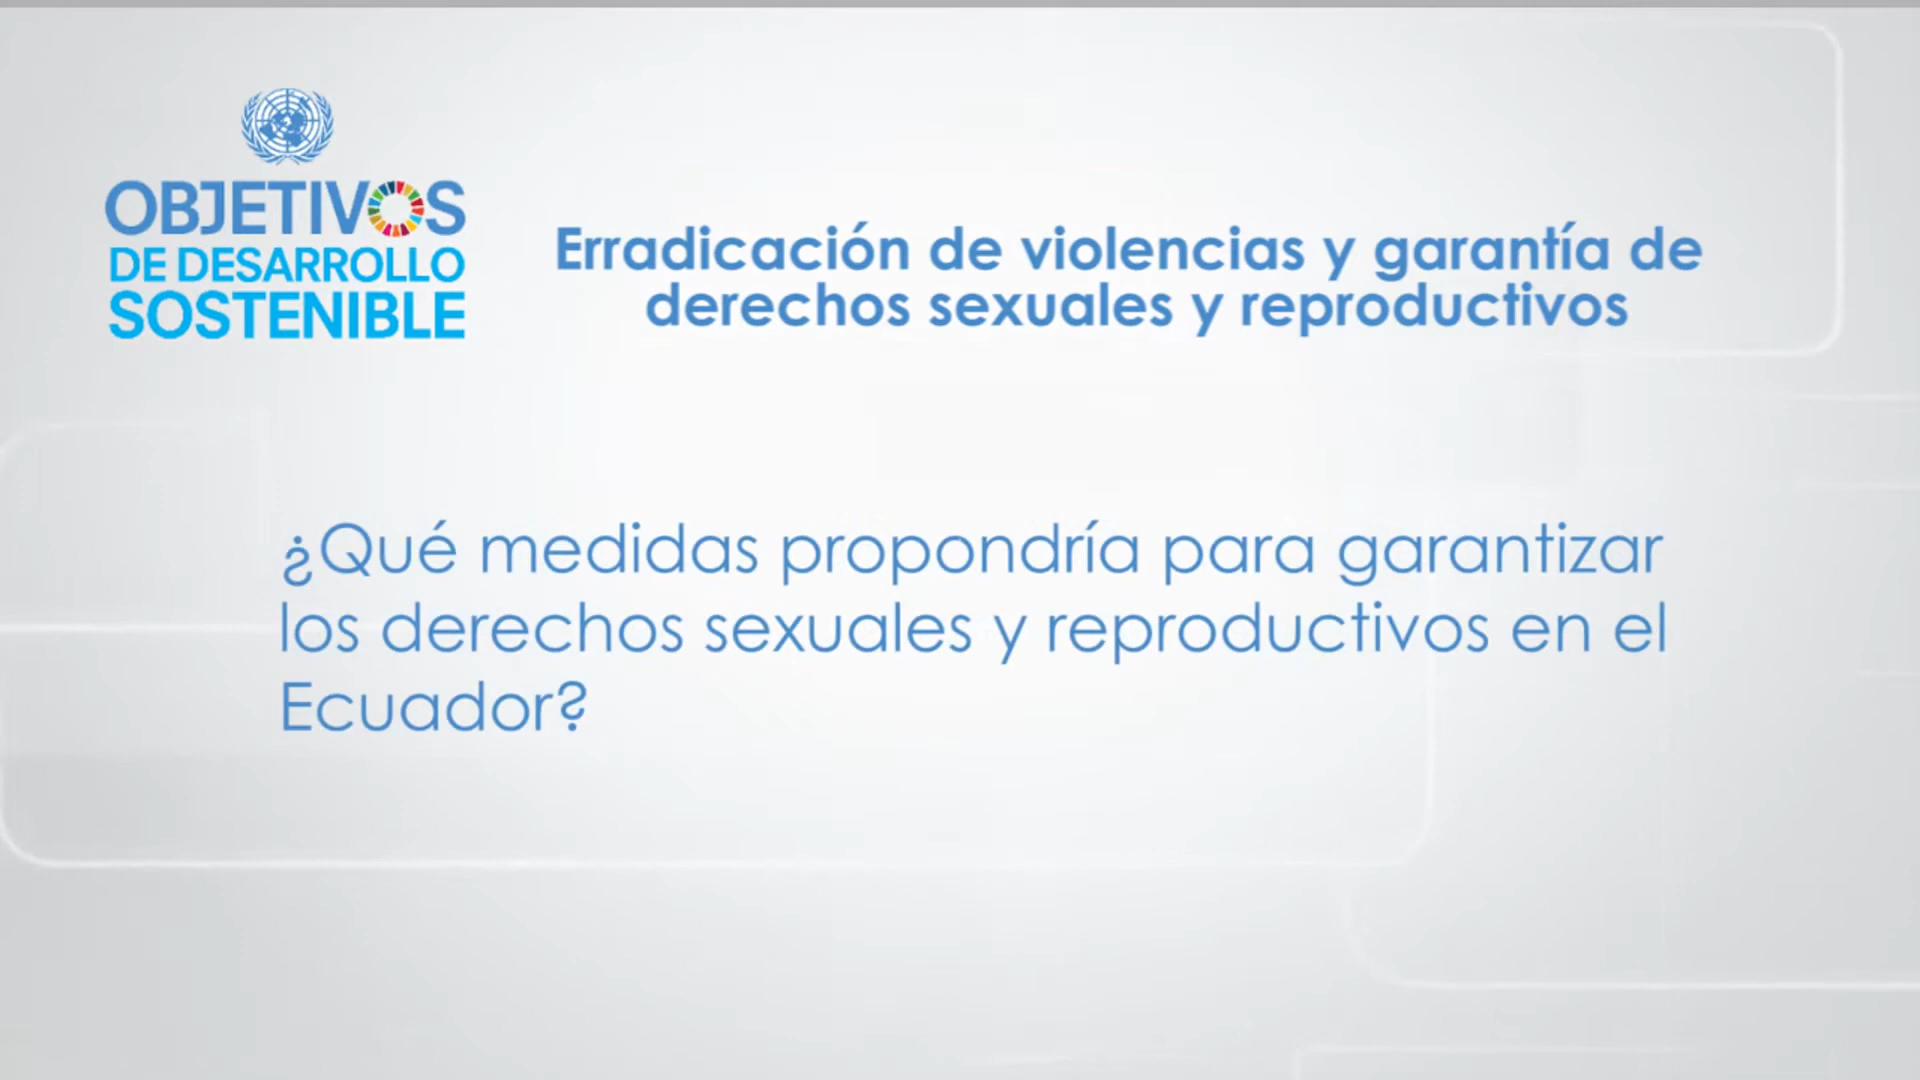 OBJETIVOS
DE DESARROLLO
SOSTENIBLE
Erradicación de violencias y garantía de
derechos sexuales y reproductivos
¿Qué medidas propondría para garantizar
los derechos sexuales y reproductivos en el
Ecuador?